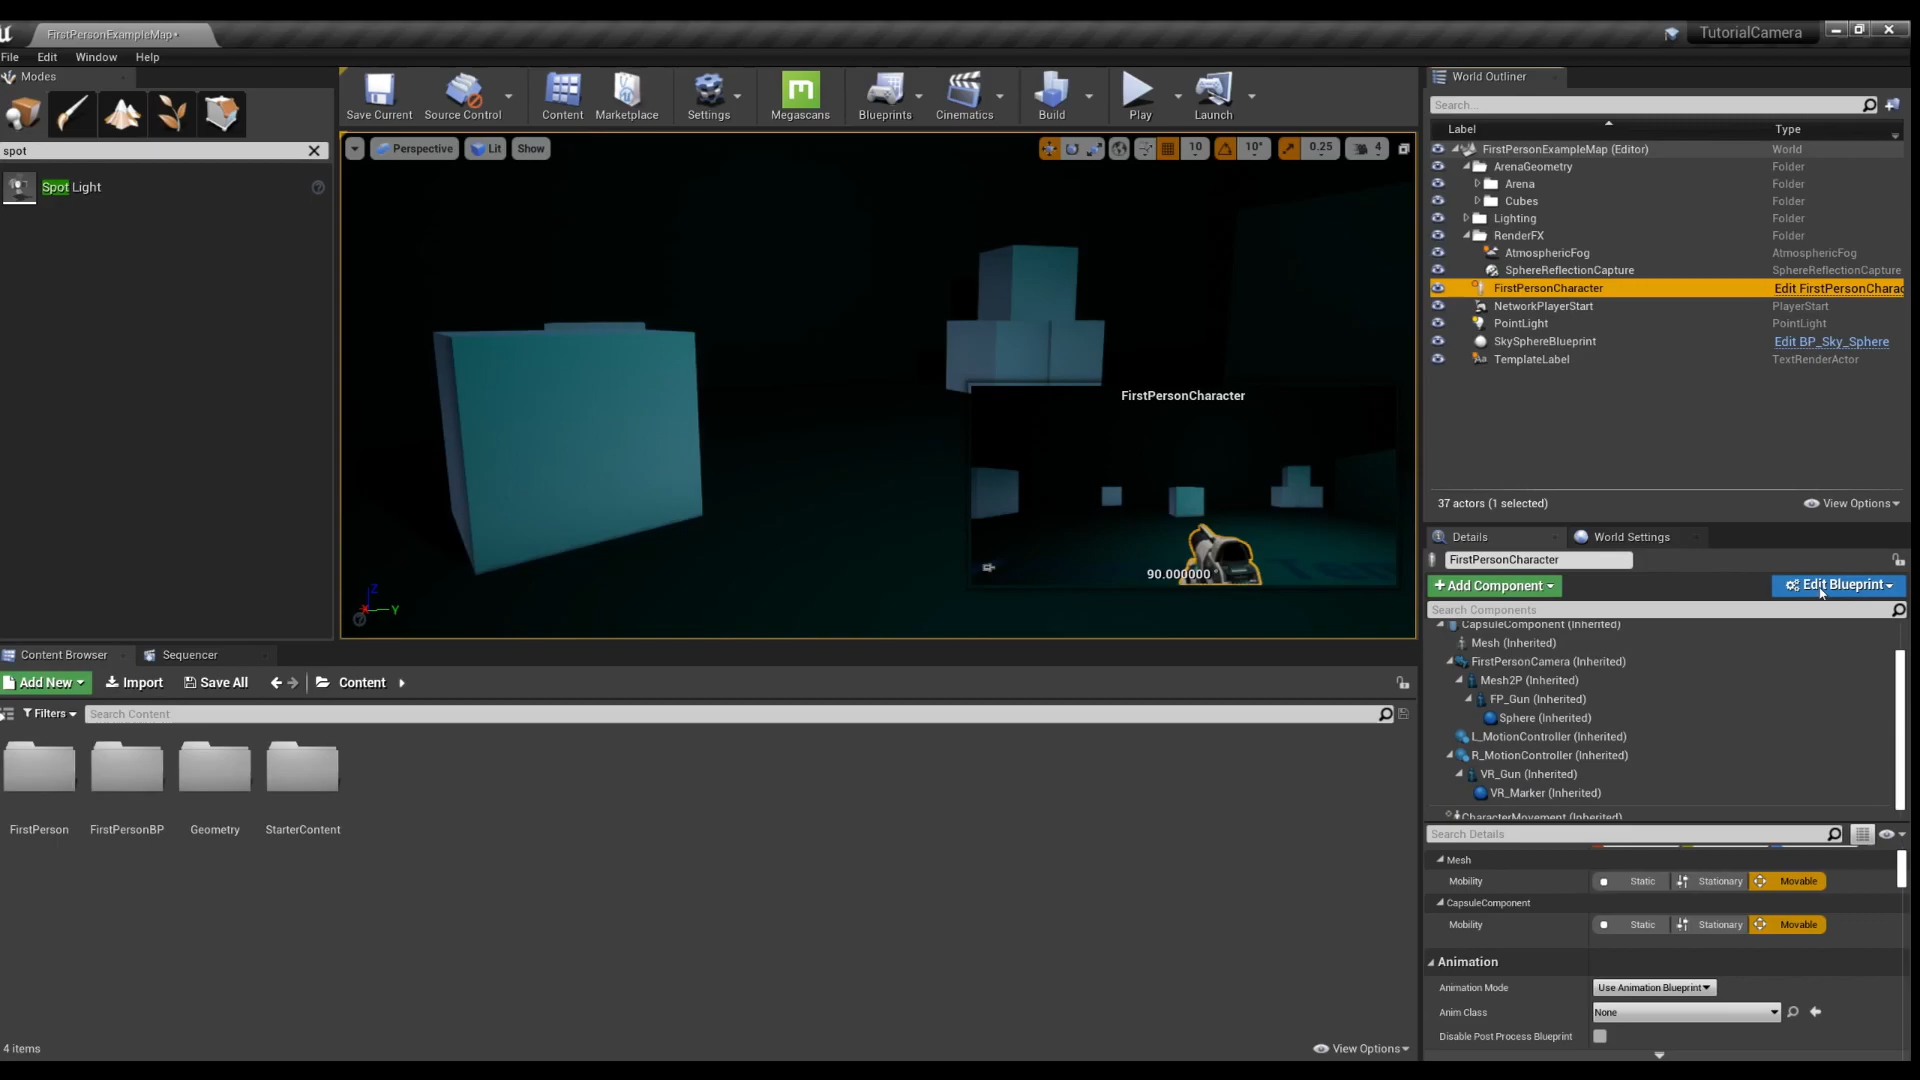 FirstPersonExampleMap*
TutorialCamera
File Edit Window Help
Modes
spot
Spot Light
Save Current
Source Control
Content
Marketplace
Settings
Megascans
Blueprints
Cinematics
Build
Play
Launch
Perspective
Lit
Show
10
10°
0.25
4
FirstPersonCharacter
90.000000
Z
X
Y
World Outliner
Search...
Label Type
FirstPersonExampleMap (Editor) World
ArenaGeometry Folder
Arena Folder
Cubes Folder
Lighting Folder
RenderFX Folder
AtmosphericFog AtmosphericFog
SphereReflectionCapture SphereReflectionCapture
FirstPersonCharacter Edit FirstPersonCharac
NetworkPlayerStart PlayerStart
PointLight PointLight
SkySphereBlueprint Edit BP_Sky_Sphere
TemplateLabel TextRenderActor
37 actors (1 selected)
View Options
Details
World Settings
FirstPersonCharacter
+Add Component
Edit Blueprint
Search Components
CapsuleComponent (Inherited)
Mesh (Inherited)
FirstPersonCamera (Inherited)
Mesh2P (Inherited)
FP_Gun (Inherited)
Sphere (Inherited)
L_MotionController (Inherited)
R_MotionController (Inherited)
VR_Gun (Inherited)
VR_Marker (Inherited)
CharacterMovement (Inherited)
Search Details
Mesh
Mobility Static Stationary Movable
CapsuleComponent
Mobility Static Stationary Movable
Animation
Animation Mode Use Animation Blueprint
Anim Class None
Disable Post Process Blueprint
Content Browser
Sequencer
Add New
Import
Save All
Content
Filters
Search Content
FirstPerson
FirstPersonBP
Geometry
StarterContent
4 items
View Options